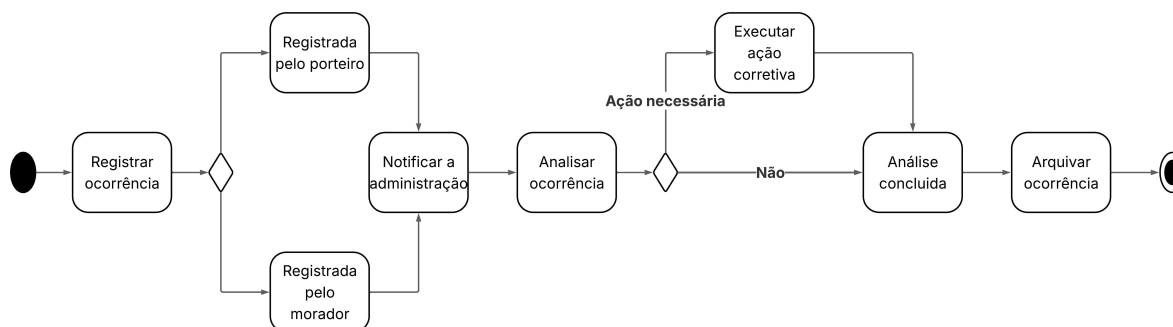 Registrar
ocorrência
Registrada
pelo porteiro
Registrada
pelo
morador
Notificar a
administração
Analisar
ocorrência
Ação necessária
Executar
ação
corretiva
Não
Análise
concluida
Arquivar
ocorrência